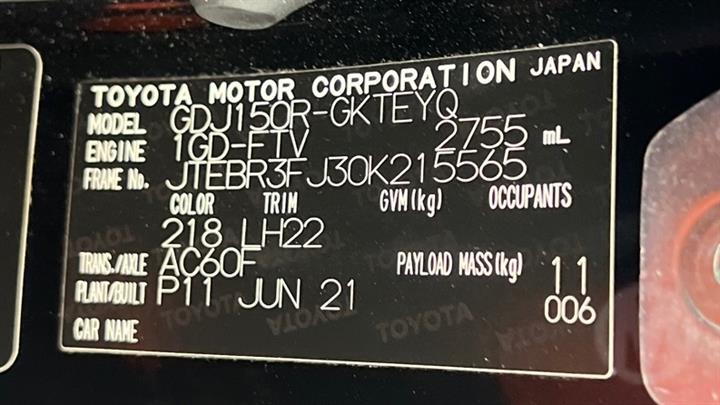 TOYOTA MOTOR CORPORATION JAPAN
MODEL GDJ150R-GKTEYQ
ENGINE 1GD-FTV 2755 mL
FRAME No. JTEBR3FJ30K215565
COLOR TRIM GVM(kg) OCCUPANTS
218 LH22
TRANS./AXLE AC60F PAYLOAD MASS(kg) 11
PLANT/BUILT P11 JUN 21 006
CAR NAME